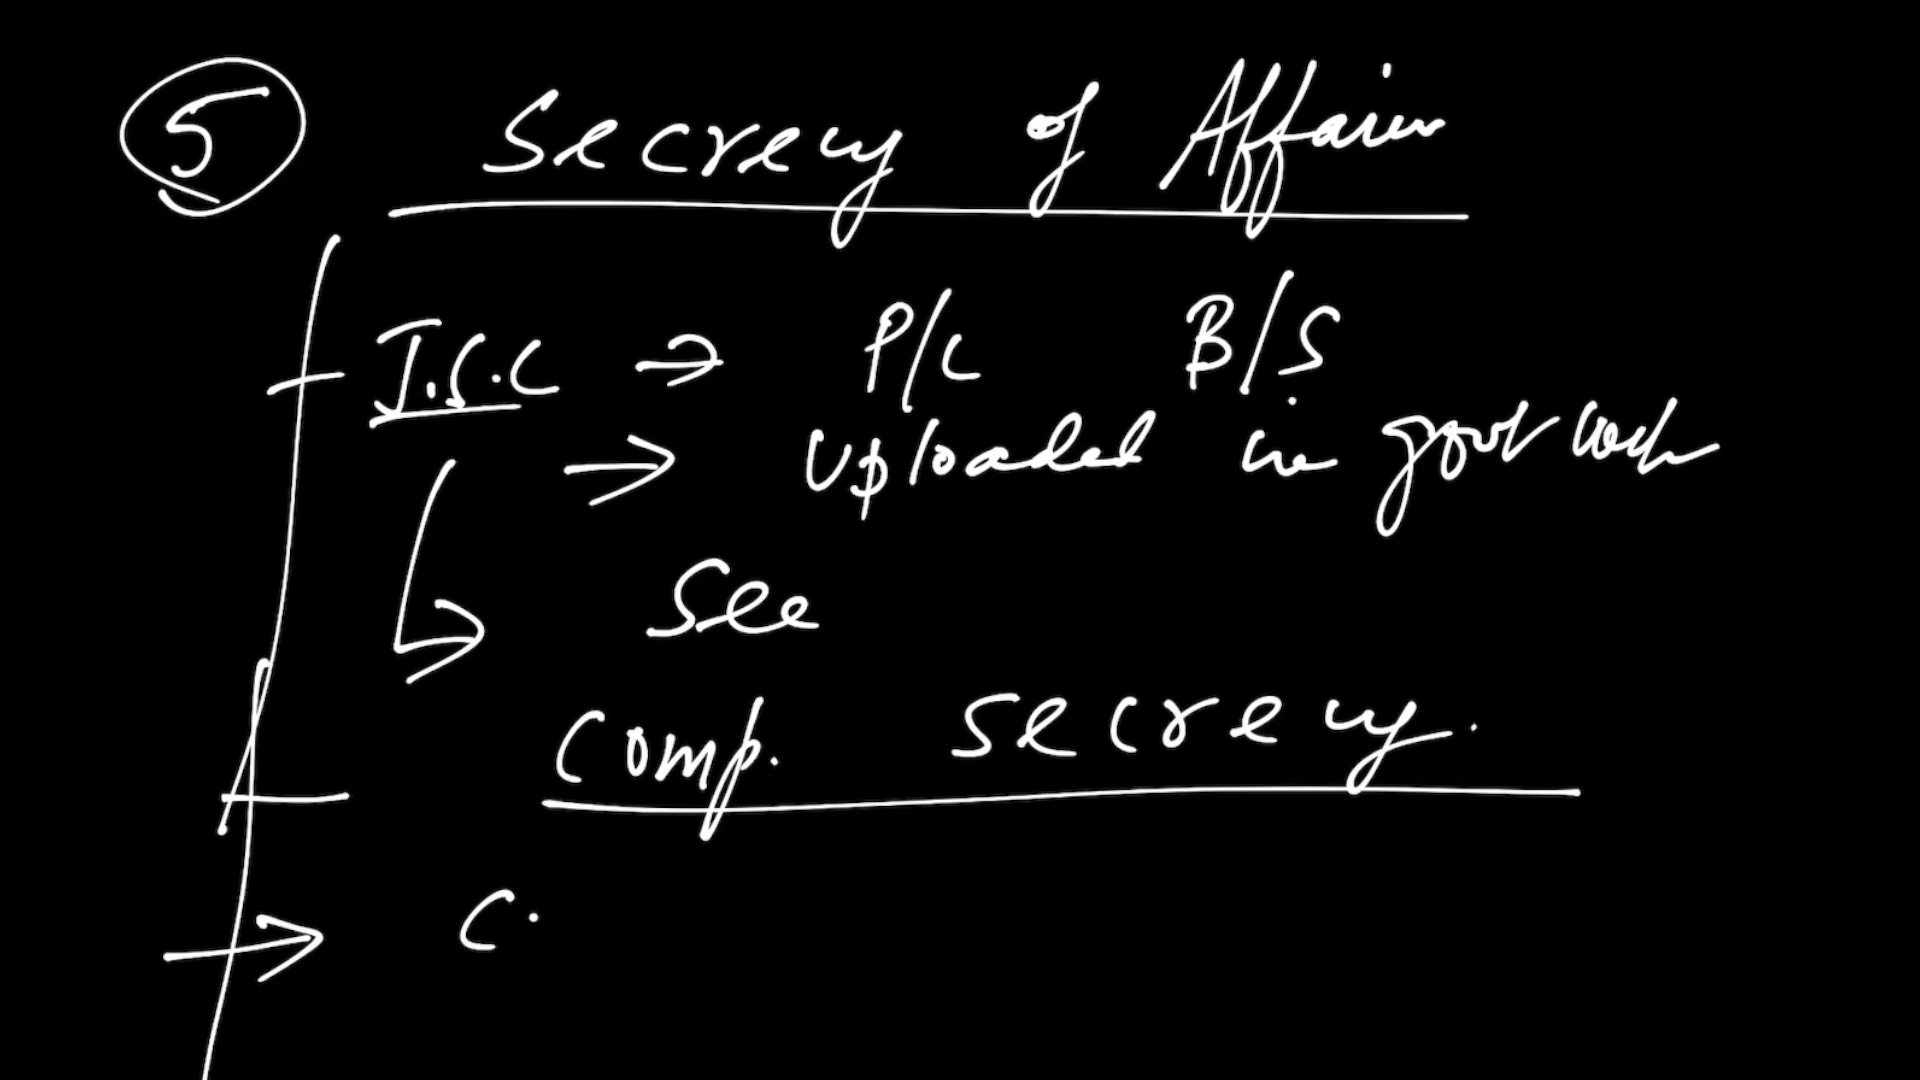 5 Secrecy of Affairs
J.S.C → P/L B/S
→ Uploaded in govt web
See
Comp. secrecy.
→ C.